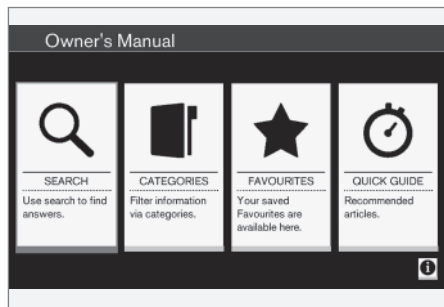 Owner's Manual
SEARCH
Use search to find
answers.
CATEGORIES
Filter information
via categories.
FAVOURITES
Your saved
Favourites are
available here.
QUICK GUIDE
Recommended
articles.
i